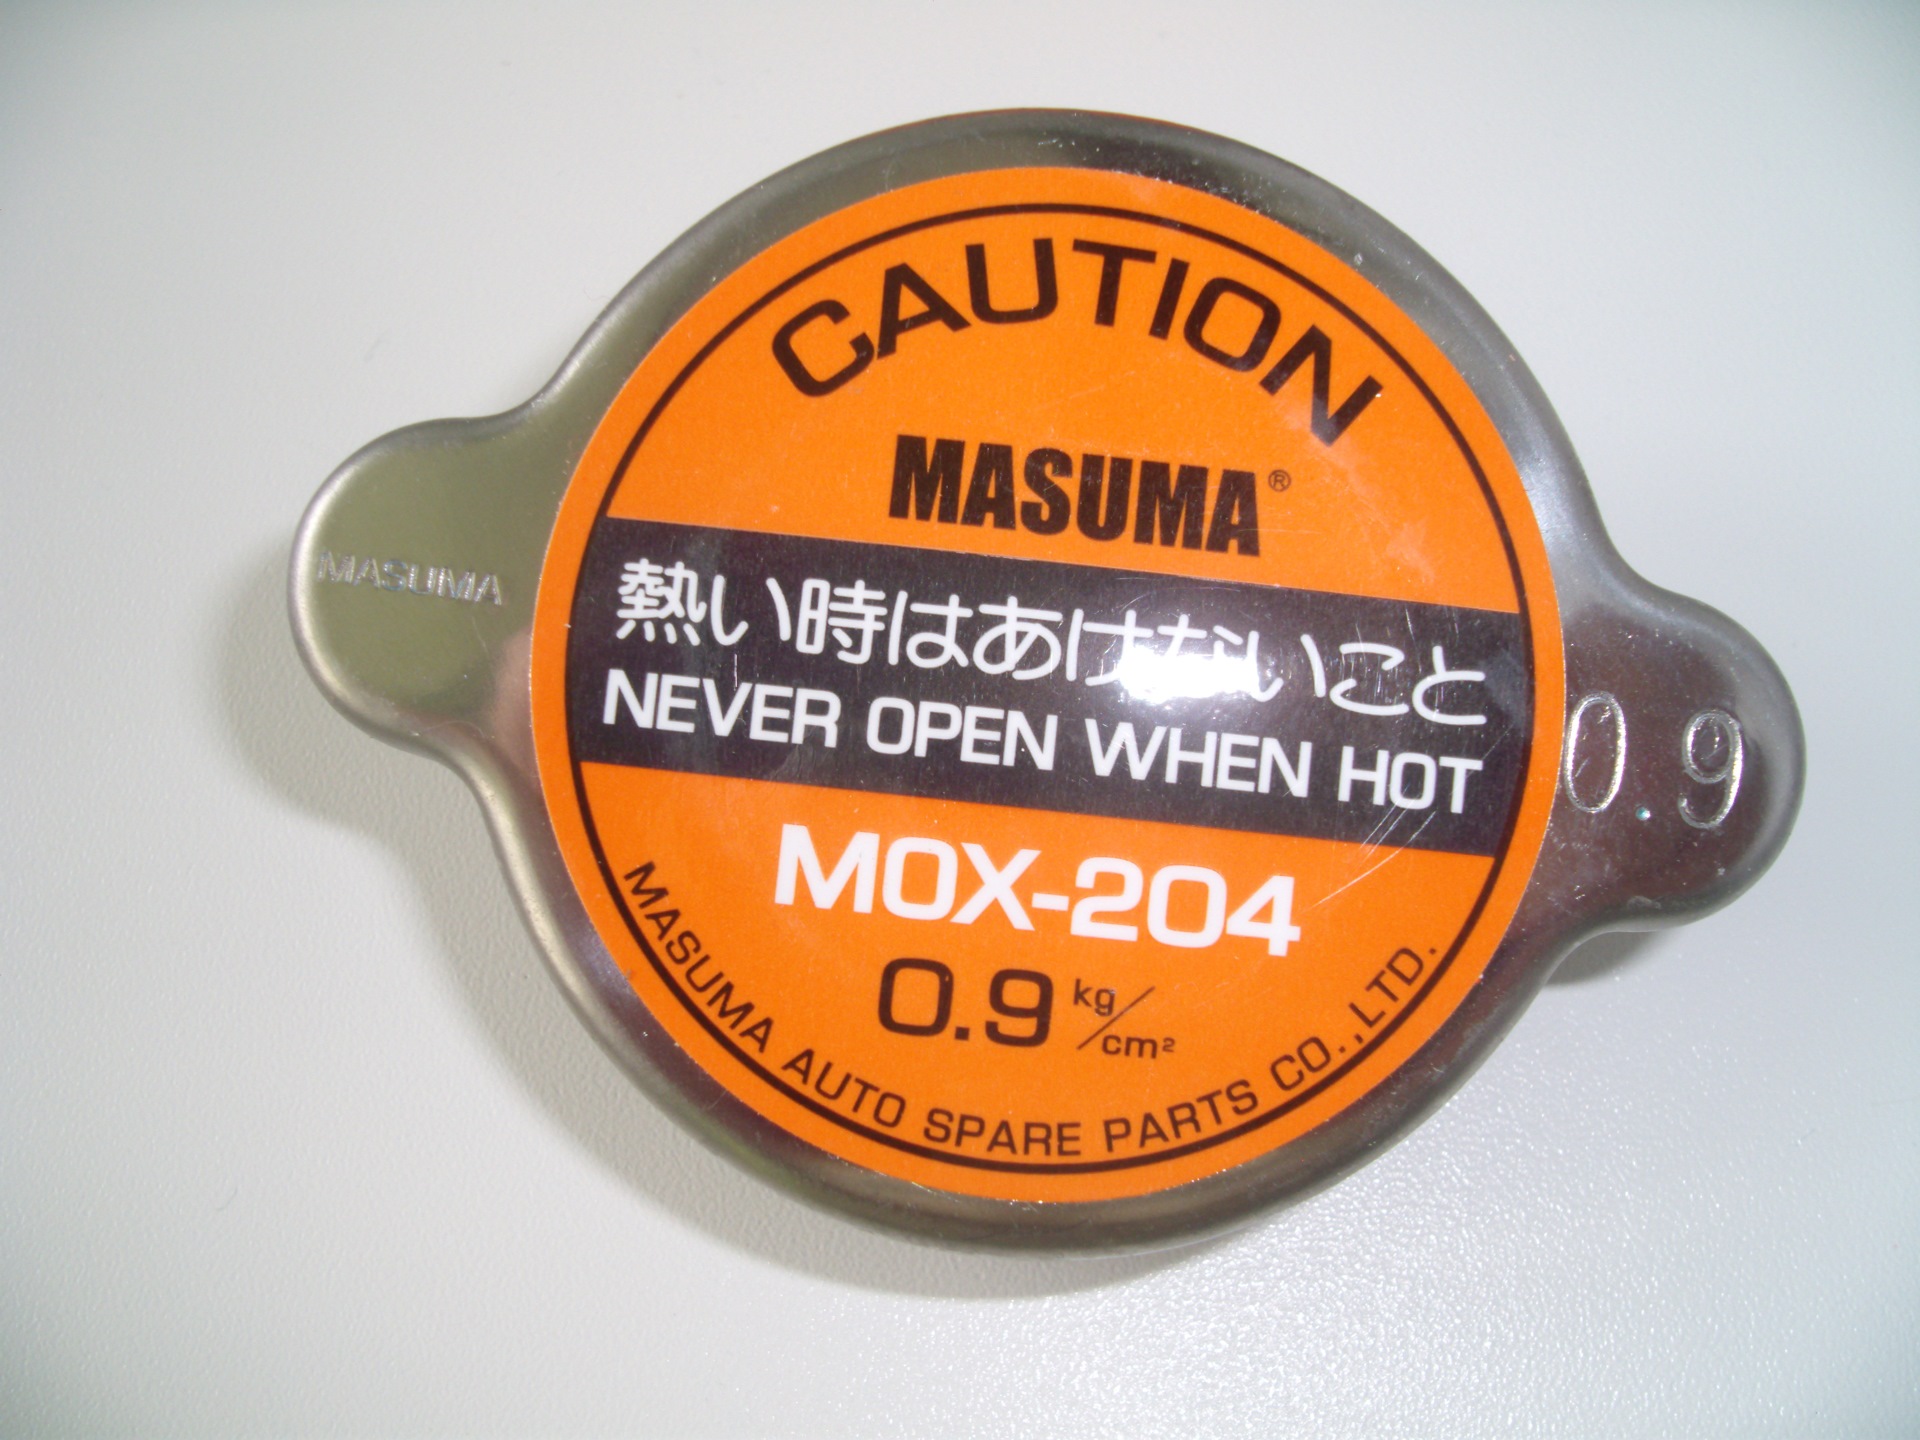 CAUTION
MASUMA®
熱い時はあけないこと
NEVER OPEN WHEN HOT
MOX-204
0.9 kg/cm²
MASUMA AUTO SPARE PARTS CO.,LTD.
MASUMA
0.9